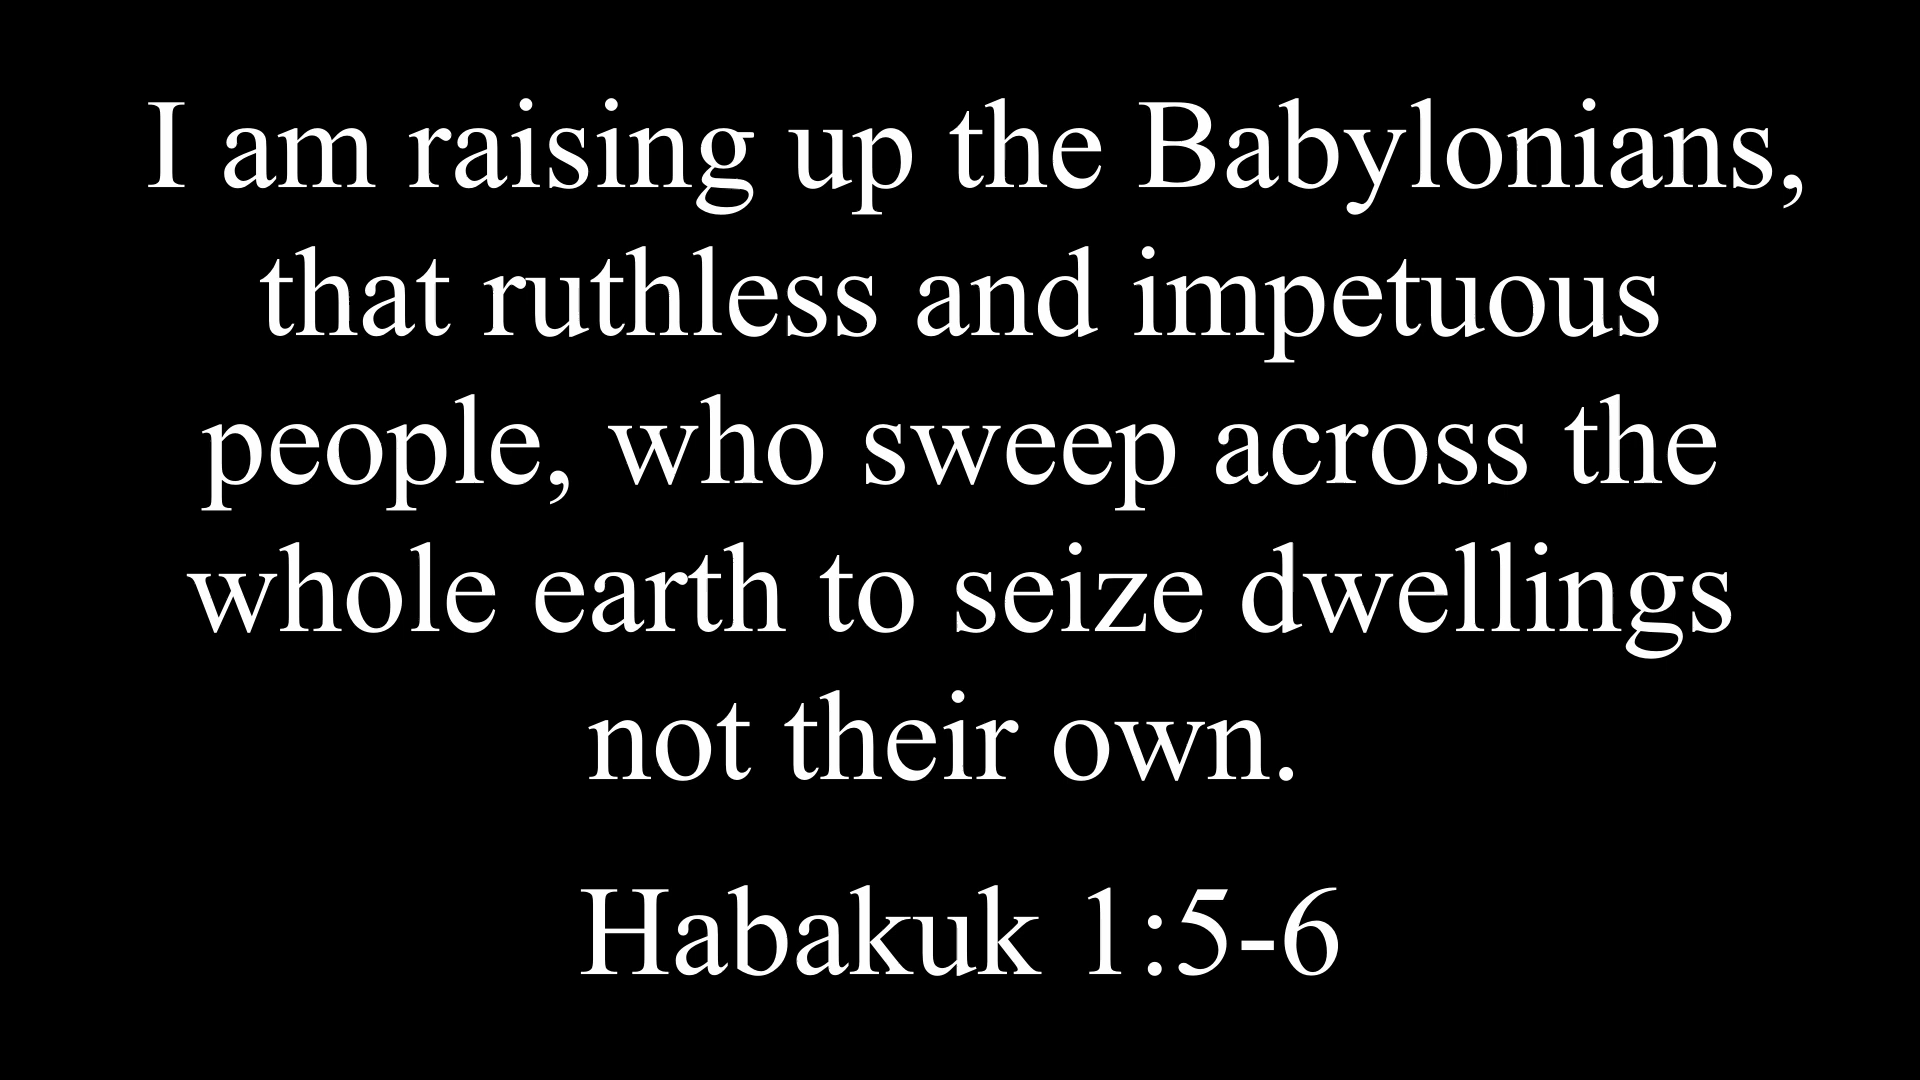 I am raising up the Babylonians,
that ruthless and impetuous
people, who sweep across the
whole earth to seize dwellings
not their own.
Habakuk 1:5-6